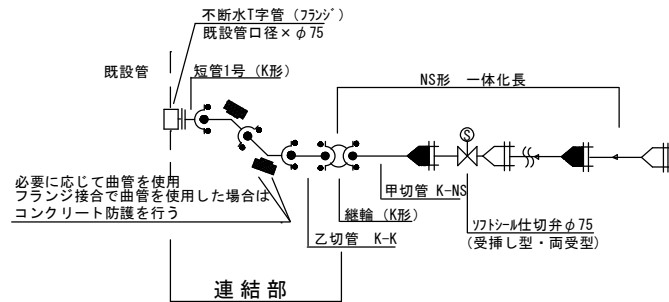 不断水T字管（フランジ）
既設管口径×φ75
既設管
短管1号（K形）
NS形　一体化長
S
必要に応じて曲管を使用
フランジ接合で曲管を使用した場合は
コンクリート防護を行う
甲切管　K-NS
継輪（K形）
乙切管　K-K
ソフトシール仕切弁φ75
（受挿し型・両受型）
連結部